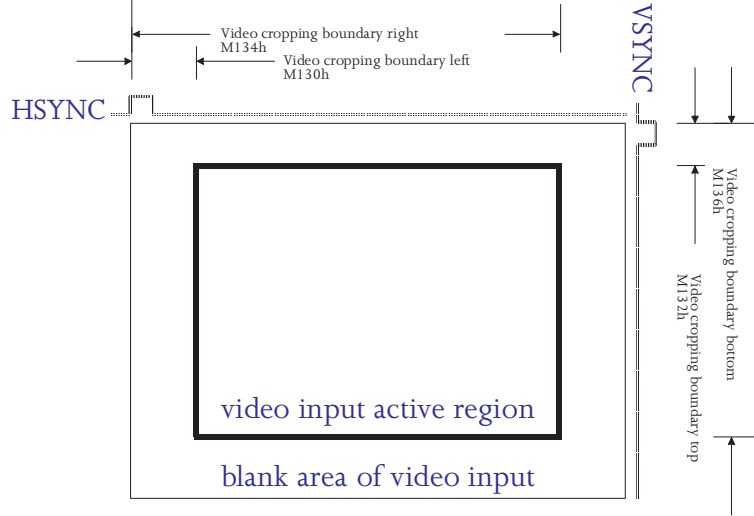 Video cropping boundary right
M134h
Video cropping boundary left
M130h
HSYNC
VSYNC
Video cropping boundary bottom
M136h
Video cropping boundary top
M132h
video input active region
blank area of video input